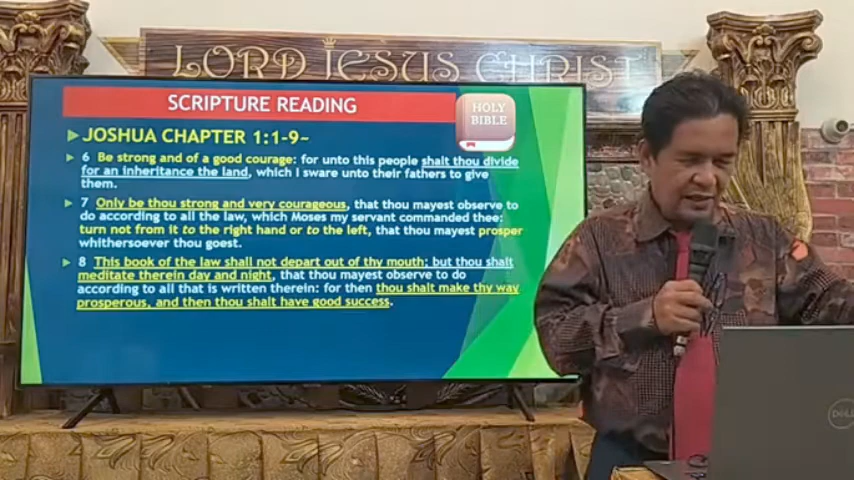 LORD JESUS CHRIST
SCRIPTURE READING
HOLY
BIBLE
JOSHUA CHAPTER 1:1-9~
6 Be strong and of a good courage: for unto this people shalt thou divide
for an inheritance the land, which I sware unto their fathers to give
them.
7 Only be thou strong and very courageous, that thou mayest observe to
do according to all the law, which Moses my servant commanded thee:
turn not from it to the right hand or to the left, that thou mayest prosper
whithersoever thou goest.
8 This book of the law shall not depart out of thy mouth; but thou shalt
meditate therein day and night, that thou mayest observe to do
according to all that is written therein: for then thou shalt make thy way
prosperous, and then thou shalt have good success.
DELL